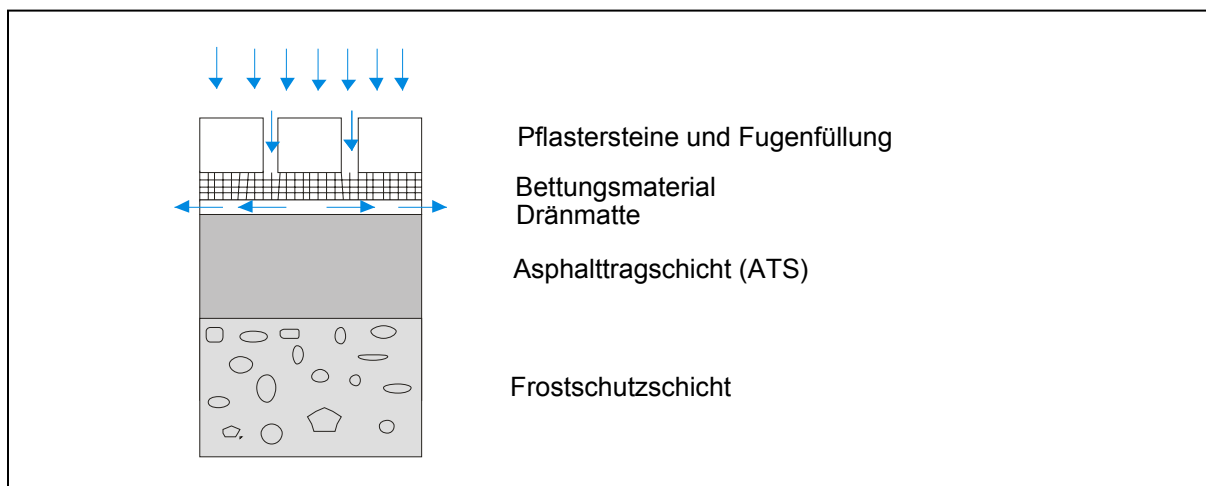 Pflastersteine und Fugenfüllung
Bettungsmaterial
Dränmatte
Asphalttragschicht (ATS)
Frostschutzschicht